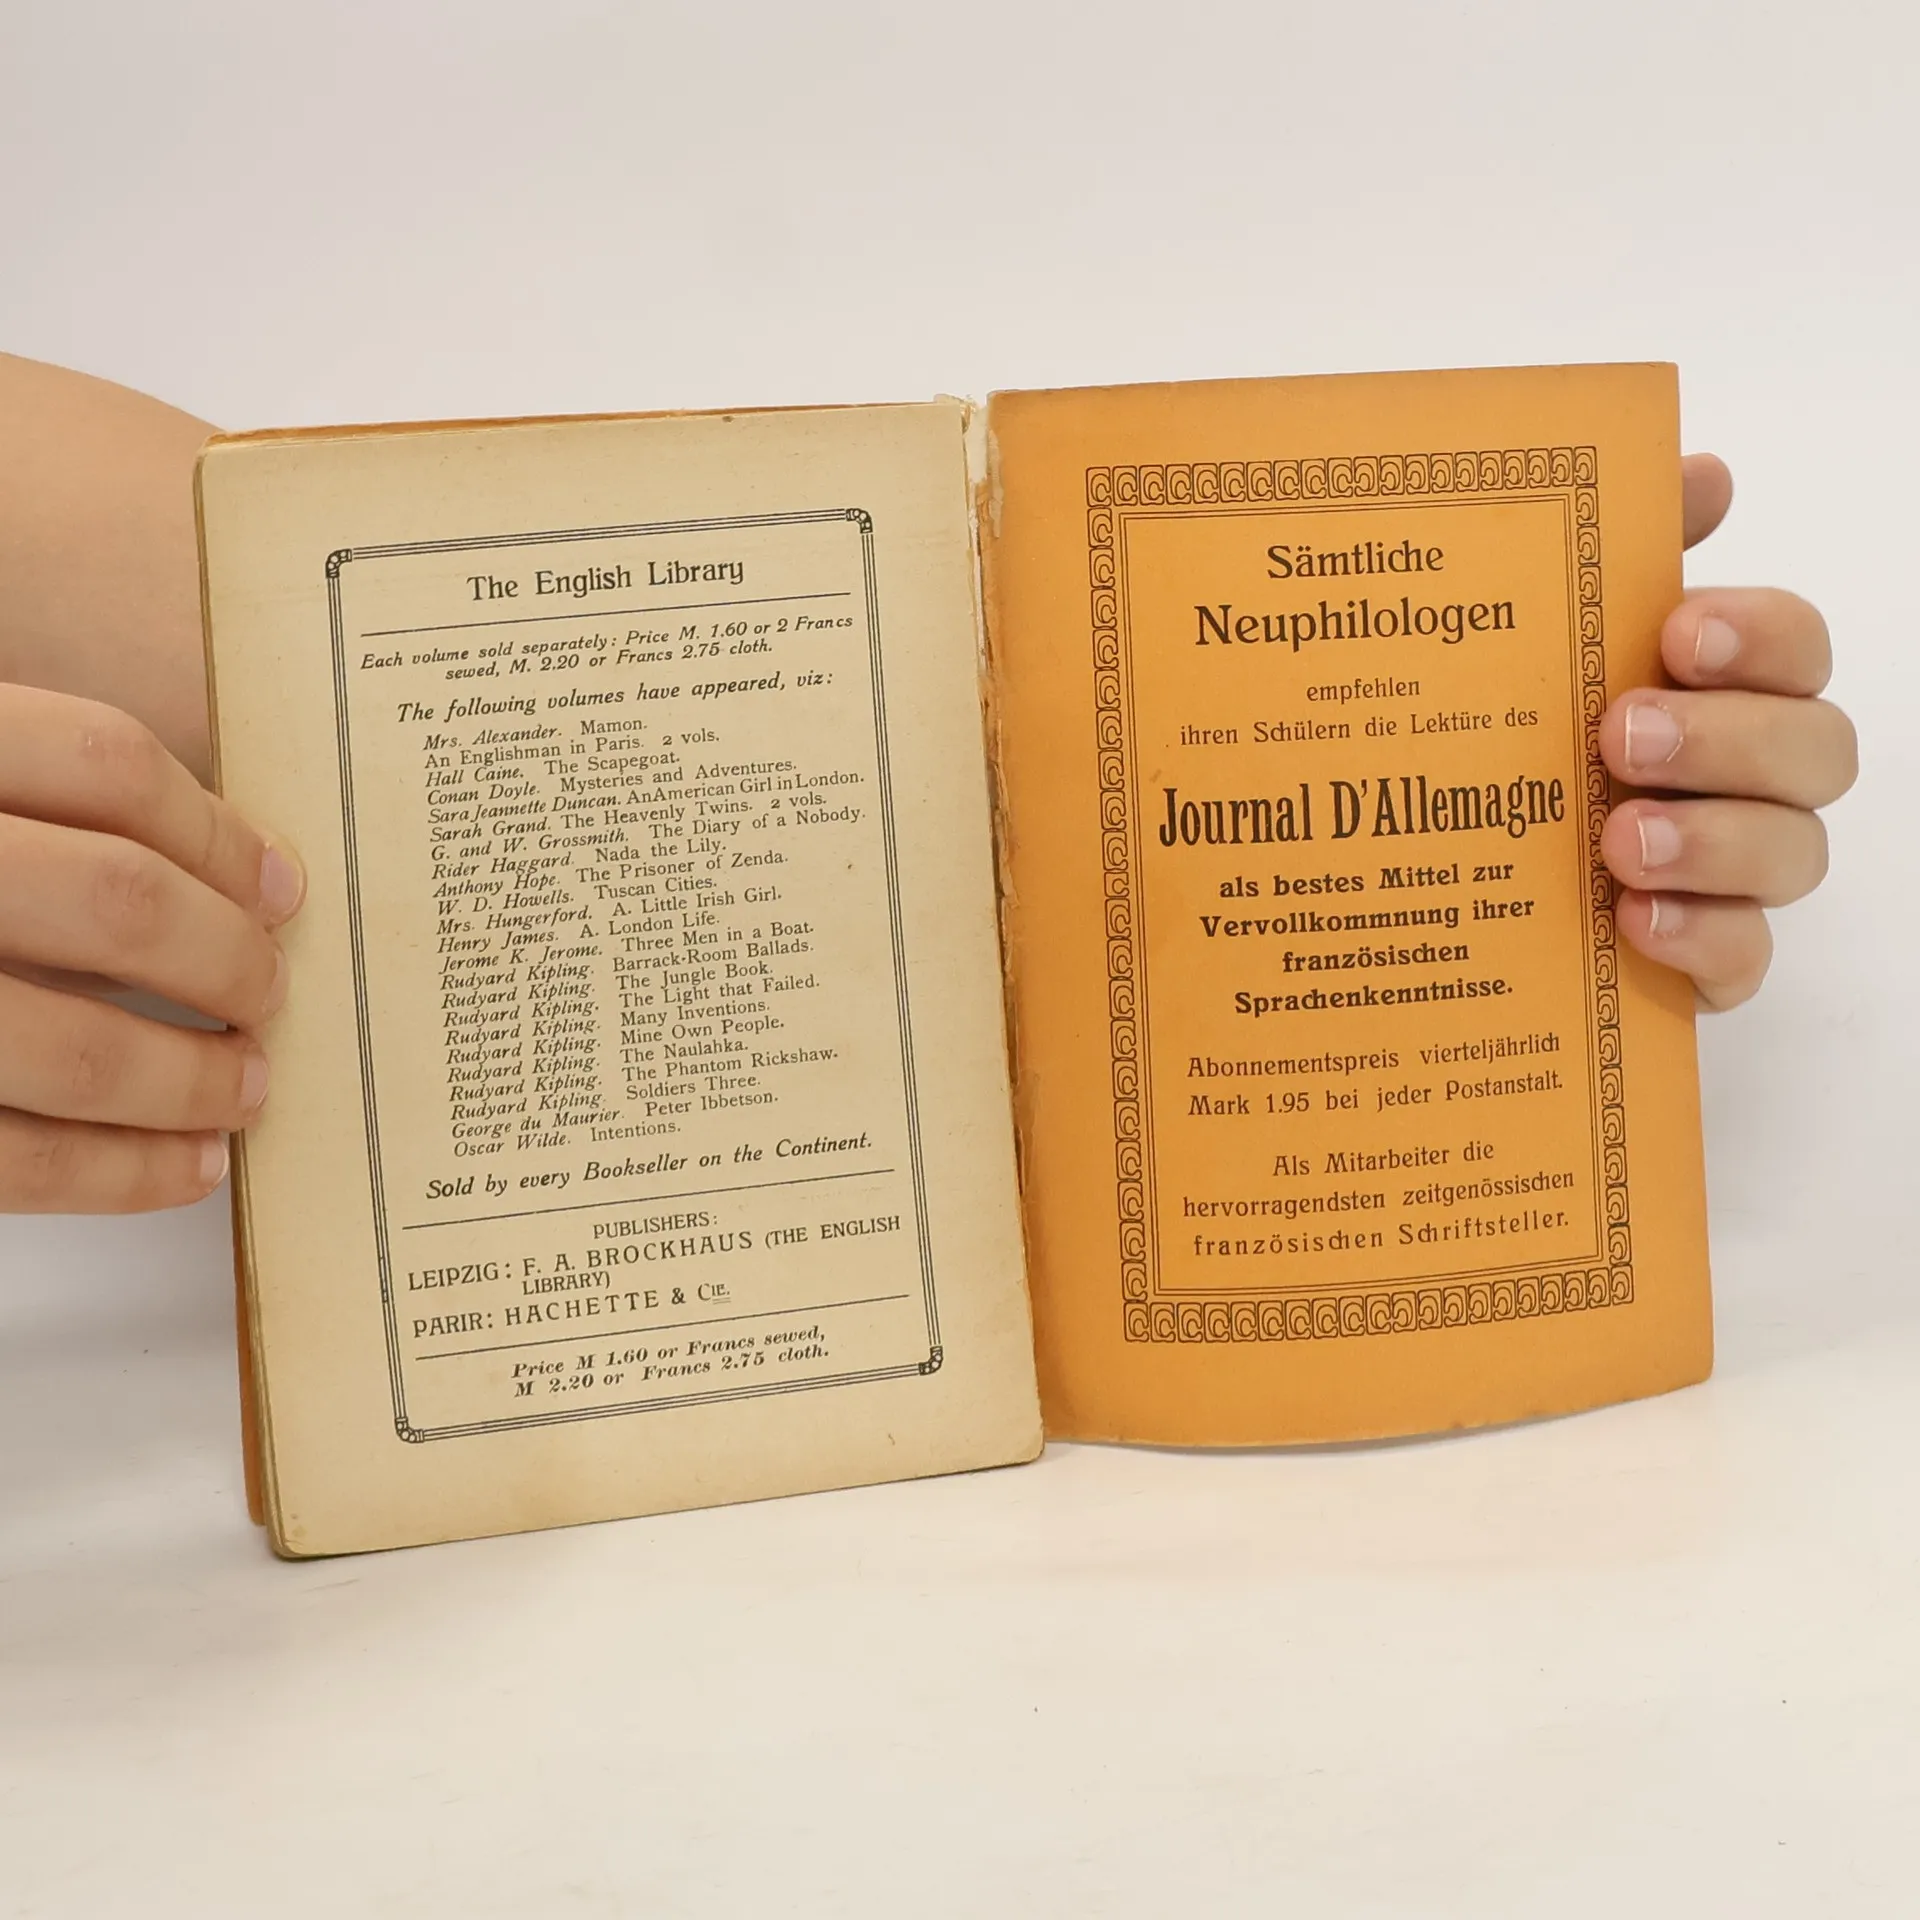 The English Library
Each volume sold separately: Price M. 1.60 or 2 Francs
sewed, M. 2.20 or Francs 2.75 cloth.
The following volumes have appeared, viz:
Mrs. Alexander. Mamon.
An Englishman in Paris. 2 vols.
Hall Caine. The Scapegoat.
Conan Doyle. Mysteries and Adventures.
Sara Jeannette Duncan. An American Girl in London.
Sarah Grand. The Heavenly Twins. 2 vols.
G. and W. Grossmith. The Diary of a Nobody.
Rider Haggard. Nada the Lily.
Anthony Hope. The Prisoner of Zenda.
W. D. Howells. Tuscan Cities.
Mrs. Hungerford. A. Little Irish Girl.
Henry James. A. London Life.
Jerome K. Jerome. Three Men in a Boat.
Rudyard Kipling. Barrack-Room Ballads.
Rudyard Kipling. The Jungle Book.
Rudyard Kipling. The Light that Failed.
Rudyard Kipling. Many Inventions.
Rudyard Kipling. Mine Own People.
Rudyard Kipling. The Naulahka.
Rudyard Kipling. The Phantom Rickshaw.
Rudyard Kipling. Soldiers Three.
George du Maurier. Peter Ibbetson.
Oscar Wilde. Intentions.
Sold by every Bookseller on the Continent.
PUBLISHERS:
LEIPZIG: F. A. BROCKHAUS (THE ENGLISH
LIBRARY)
PARIR: HACHETTE & CIE.
Price M 1.60 or Francs sewed,
M 2.20 or Francs 2.75 cloth.
Sämtliche
Neuphilologen
empfehlen
ihren Schülern die Lektüre des
Journal D'Allemagne
als bestes Mittel zur
Vervollkommnung ihrer
französischen
Sprachenkenntnisse.
Abonnementspreis vierteljährlich
Mark 1.95 bei jeder Postanstalt.
Als Mitarbeiter die
hervorragendsten zeitgenössischen
französischen Schriftsteller.